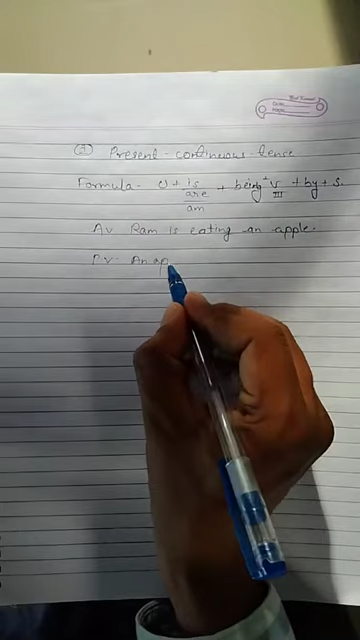 ② Present continuous tense
Formula - O + is/are/am + being + V III + by + S.
AV Ram is eating an apple.
PV. An ap